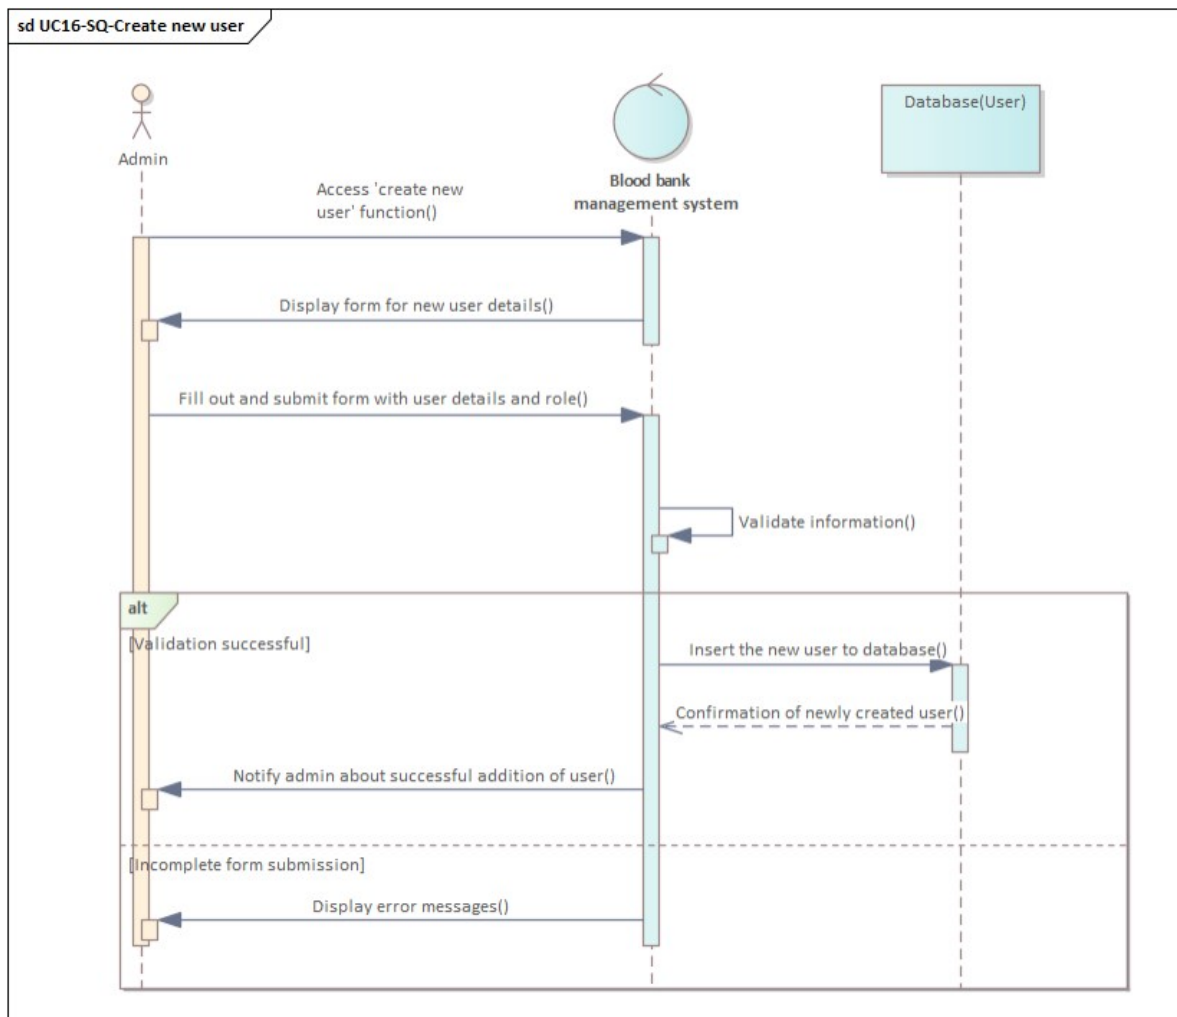 sd UC16-SQ-Create new user
Database(User)
Admin
Blood bank
management system
Access 'create new
user' function()
Display form for new user details()
Fill out and submit form with user details and role()
Validate information()
alt
[Validation successful]
Insert the new user to database()
Confirmation of newly created user()
Notify admin about successful addition of user()
[Incomplete form submission]
Display error messages()